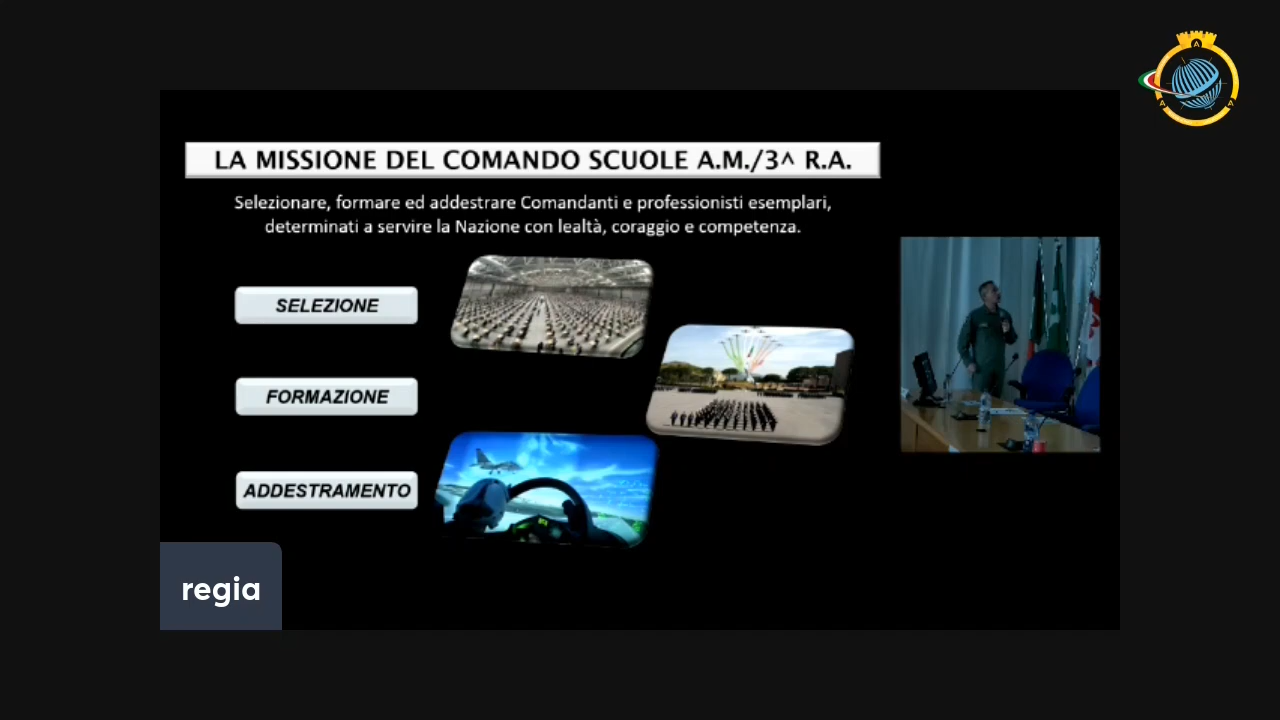 LA MISSIONE DEL COMANDO SCUOLE A.M./3^ R.A.
Selezionare, formare ed addestrare Comandanti e professionisti esemplari,
determinati a servire la Nazione con lealtà, coraggio e competenza.
SELEZIONE
FORMAZIONE
ADDESTRAMENTO
regia